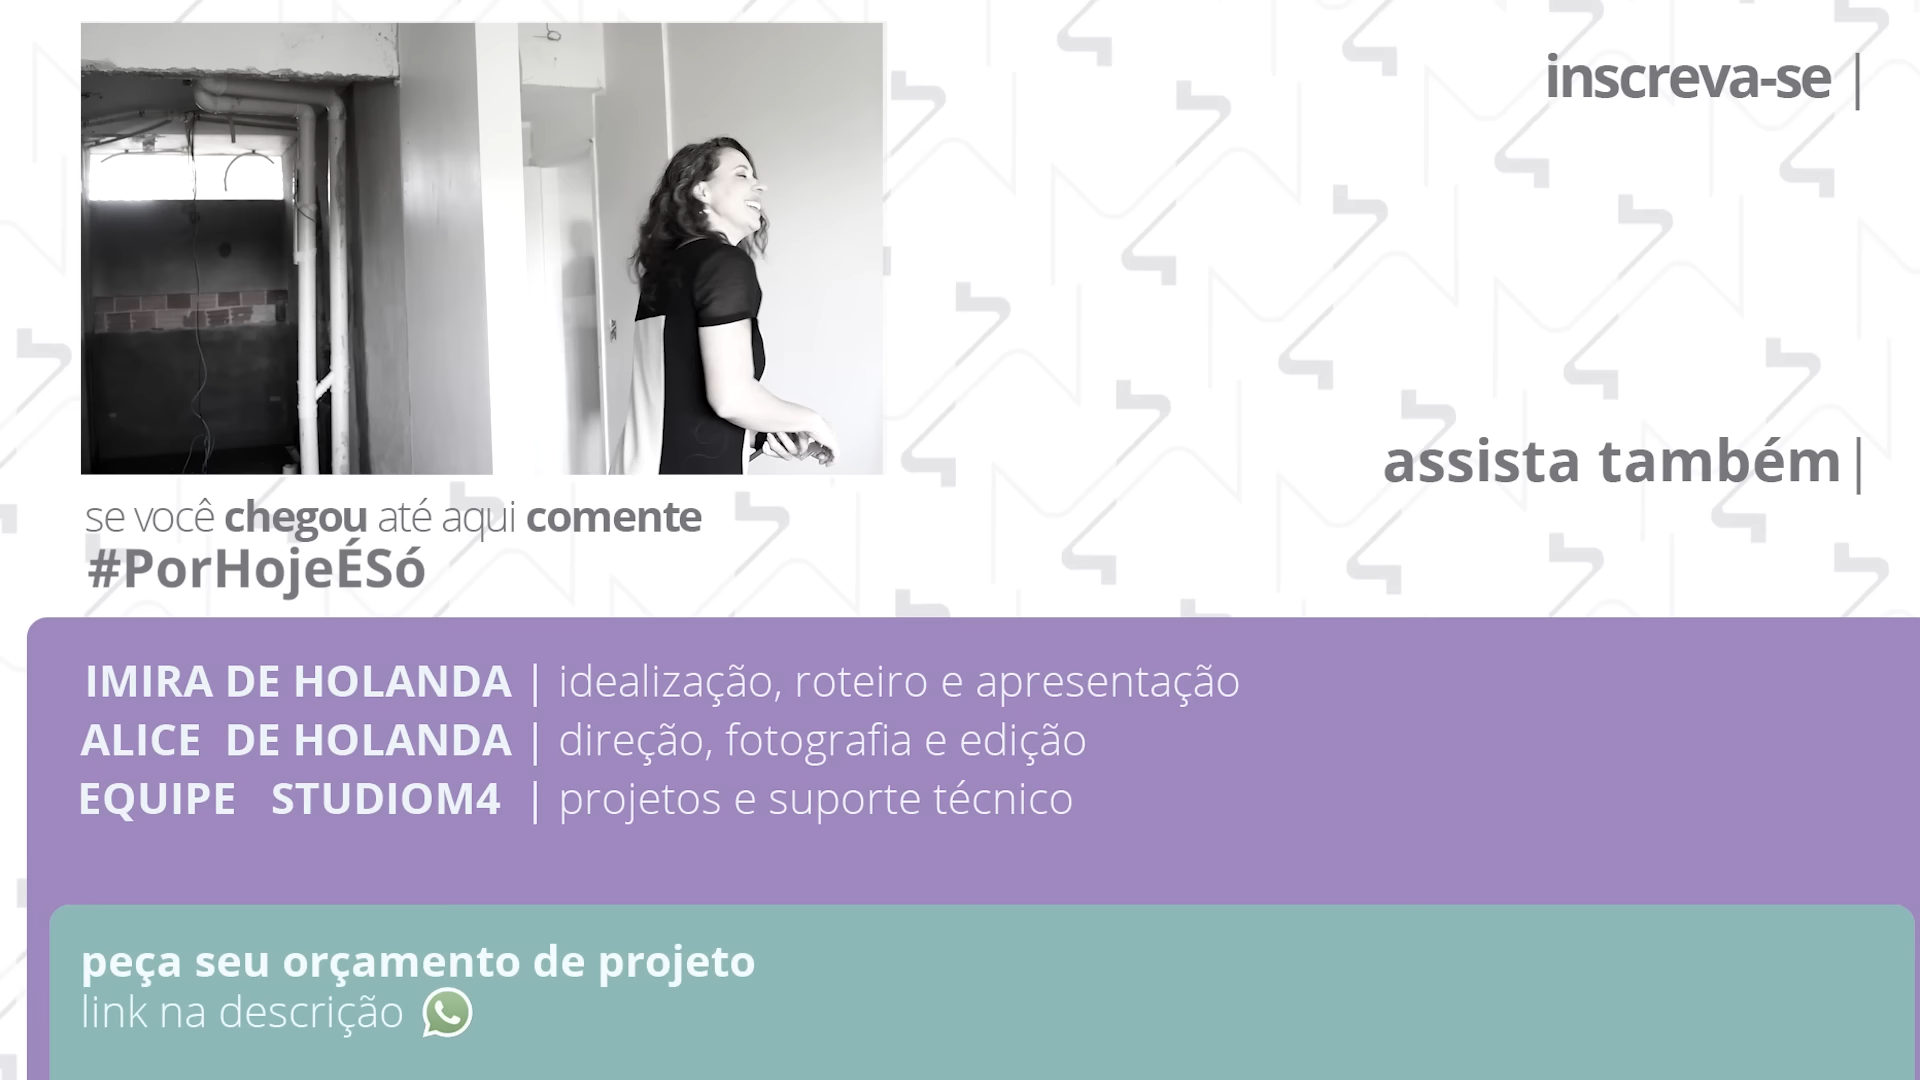 inscreva-se |
assista também|
se você chegou até aqui comente
#PorHojeÉSó
IMIRA DE HOLANDA | idealização, roteiro e apresentação
ALICE DE HOLANDA | direção, fotografia e edição
EQUIPE STUDIOM4 | projetos e suporte técnico
peça seu orçamento de projeto
link na descrição